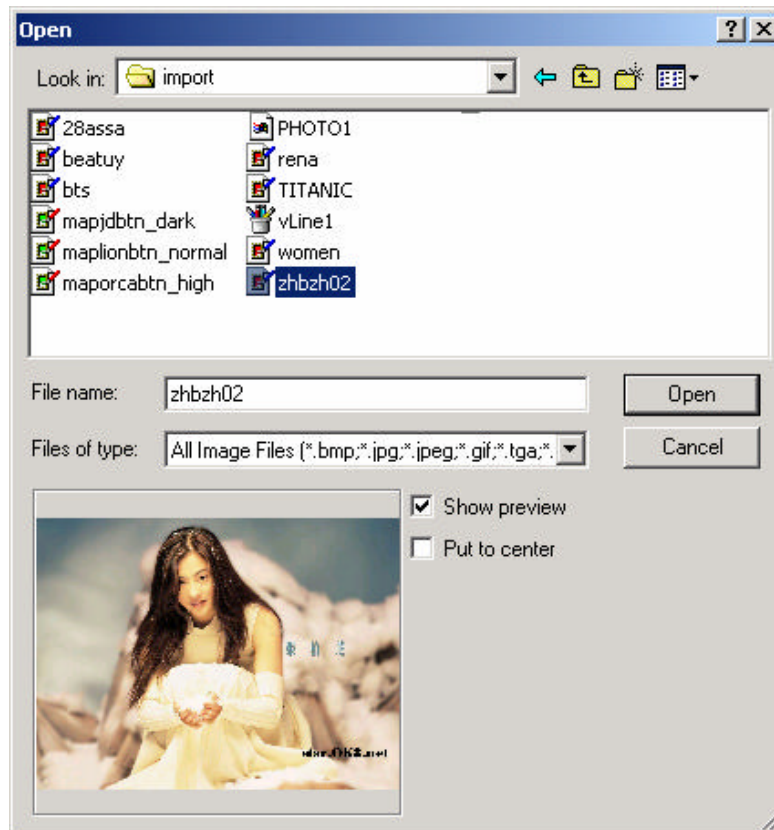 Open
Look in: import
28assa
beatuy
bts
mapjdbtn_dark
maplionbtn_normal
maporcabtn_high
PHOTO1
rena
TITANIC
vLine1
women
zhbzh02
File name: zhbzh02 Open
Files of type: All Image Files (*.bmp;*.jpg;*.jpeg;*.gif;*.tga;*. Cancel
Show preview
Put to center